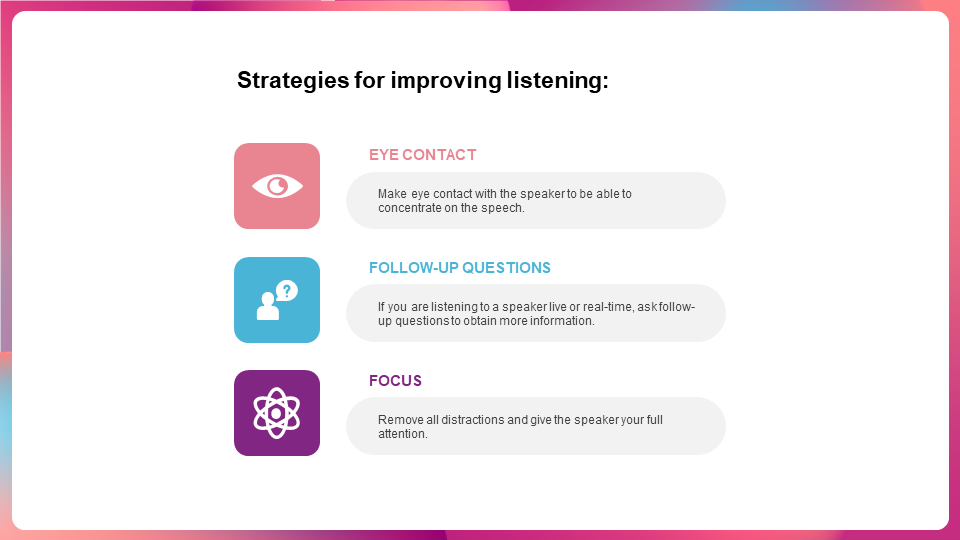 Strategies for improving listening:
EYE CONTACT
Make eye contact with the speaker to be able to
concentrate on the speech.
?
FOLLOW-UP QUESTIONS
If you are listening to a speaker live or real-time, ask follow-
up questions to obtain more information.
FOCUS
Remove all distractions and give the speaker your full
attention.